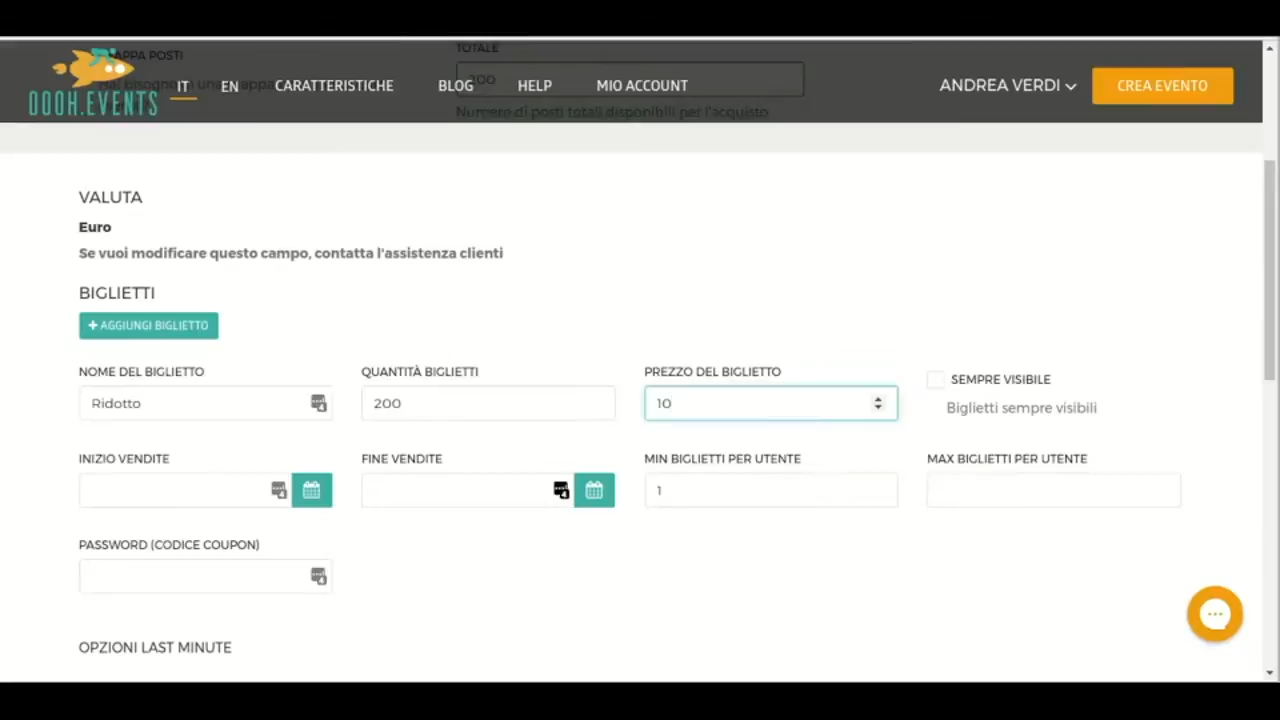 MAPPA POSTI
TOTALE
IT EN CARATTERISTICHE BLOG HELP MIO ACCOUNT ANDREA VERDI CREA EVENTO
OOOH.EVENTS
Numero di posti totali disponibili per l'acquisto
VALUTA
Euro
Se vuoi modificare questo campo, contatta l'assistenza clienti
BIGLIETTI
+ AGGIUNGI BIGLIETTO
NOME DEL BIGLIETTO QUANTITÀ BIGLIETTI PREZZO DEL BIGLIETTO SEMPRE VISIBILE
Ridotto 200 10 Biglietti sempre visibili
INIZIO VENDITE FINE VENDITE MIN BIGLIETTI PER UTENTE MAX BIGLIETTI PER UTENTE
1
PASSWORD (CODICE COUPON)
OPZIONI LAST MINUTE